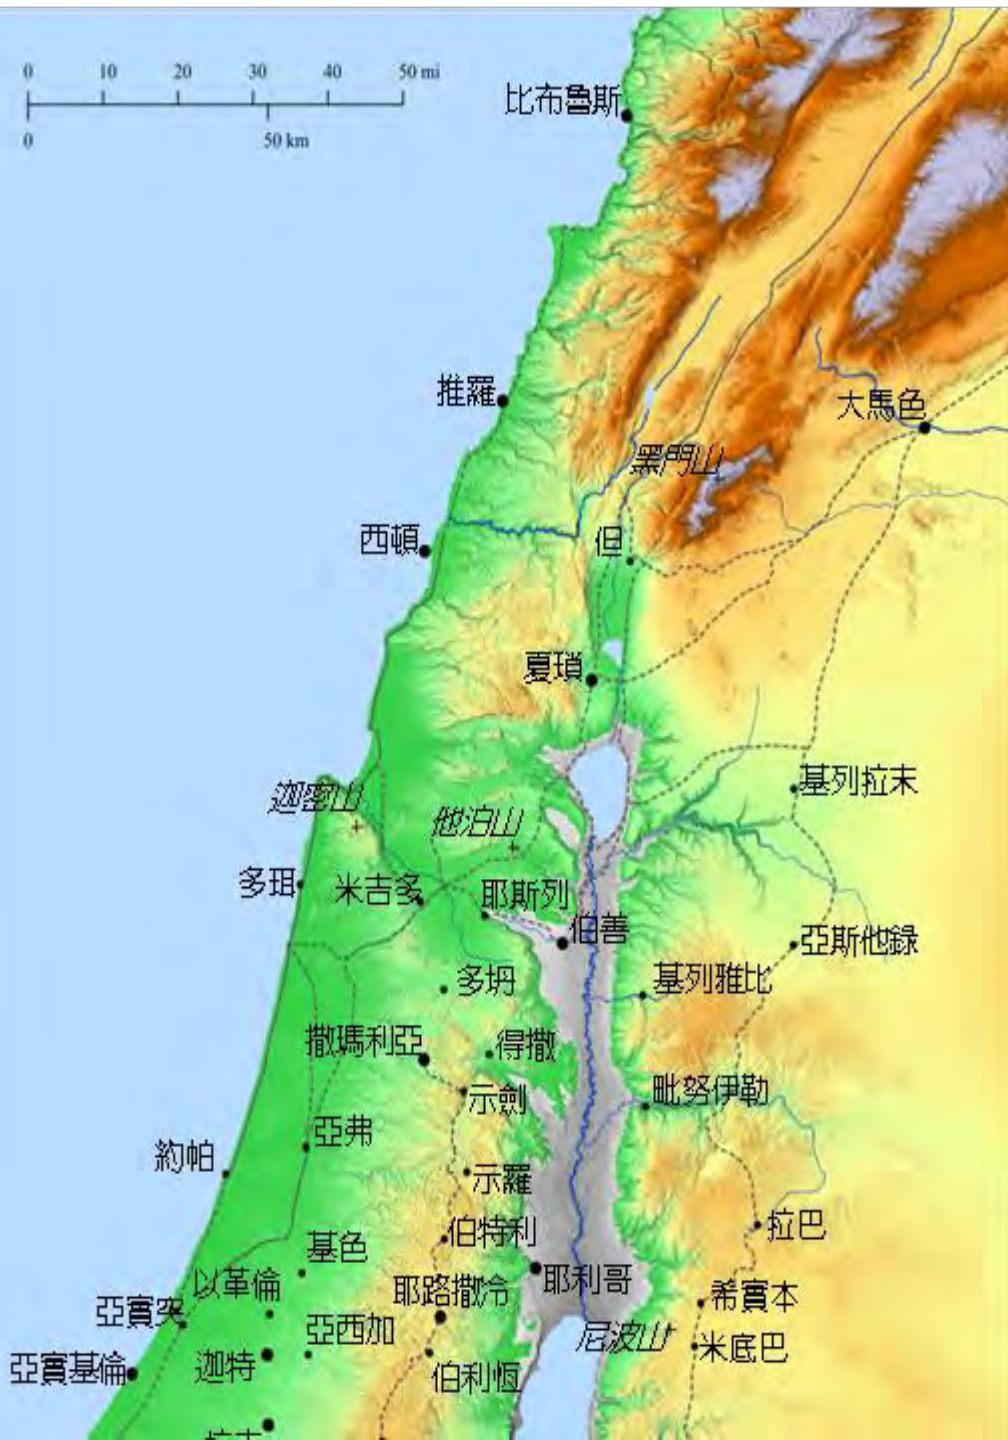 0 10 20 30 40 50 mi
0 50 km
比布魯斯
推羅
大馬色
黑門山
西頓
但
夏瑣
基列拉末
迦密山
他泊山
多珥
米吉多
耶斯列
伯善
亞斯他錄
多坍
基列雅比
撒瑪利亞
得撒
示劍
毗努伊勒
亞弗
約帕
示羅
伯特利
拉巴
基色
以革倫
耶路撒冷
耶利哥
希實本
亞實突
亞西加
尼波山
米底巴
亞實基倫
迦特
伯利恆